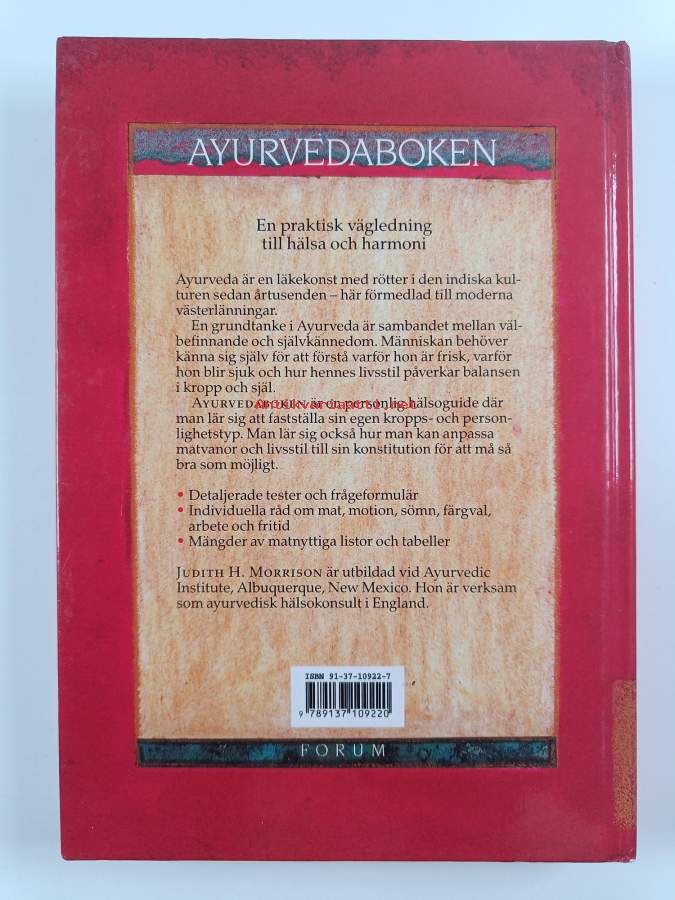 AYURVEDABOKEN
En praktisk vägledning
till hälsa och harmoni
Ayurveda är en läkekonst med rötter i den indiska kul-
turen sedan årtusenden – här förmedlad till moderna
västerlänningar.
En grundtanke i Ayurveda är sambandet mellan väl-
befinnande och självkännedom. Människan behöver
känna sig själv för att förstå varför hon är frisk, varför
hon blir sjuk och hur hennes livsstil påverkar balansen
i kropp och själ.
AYURVEDABOKEN är en personlig hälsoguide där
man lär sig att fastställa sin egen kropps- och person-
lighetstyp. Man lär sig också hur man kan anpassa
matvanor och livsstil till sin konstitution för att må så
bra som möjligt.
• Detaljerade tester och frågeformulär
• Individuella råd om mat, motion, sömn, färgval,
arbete och fritid
• Mängder av matnyttiga listor och tabeller
JUDITH H. MORRISON är utbildad vid Ayurvedic
Institute, Albuquerque, New Mexico. Hon är verksam
som ayurvedisk hälsokonsult i England.
ISBN 91-37-10922-7
9 789137 109220
FORUM